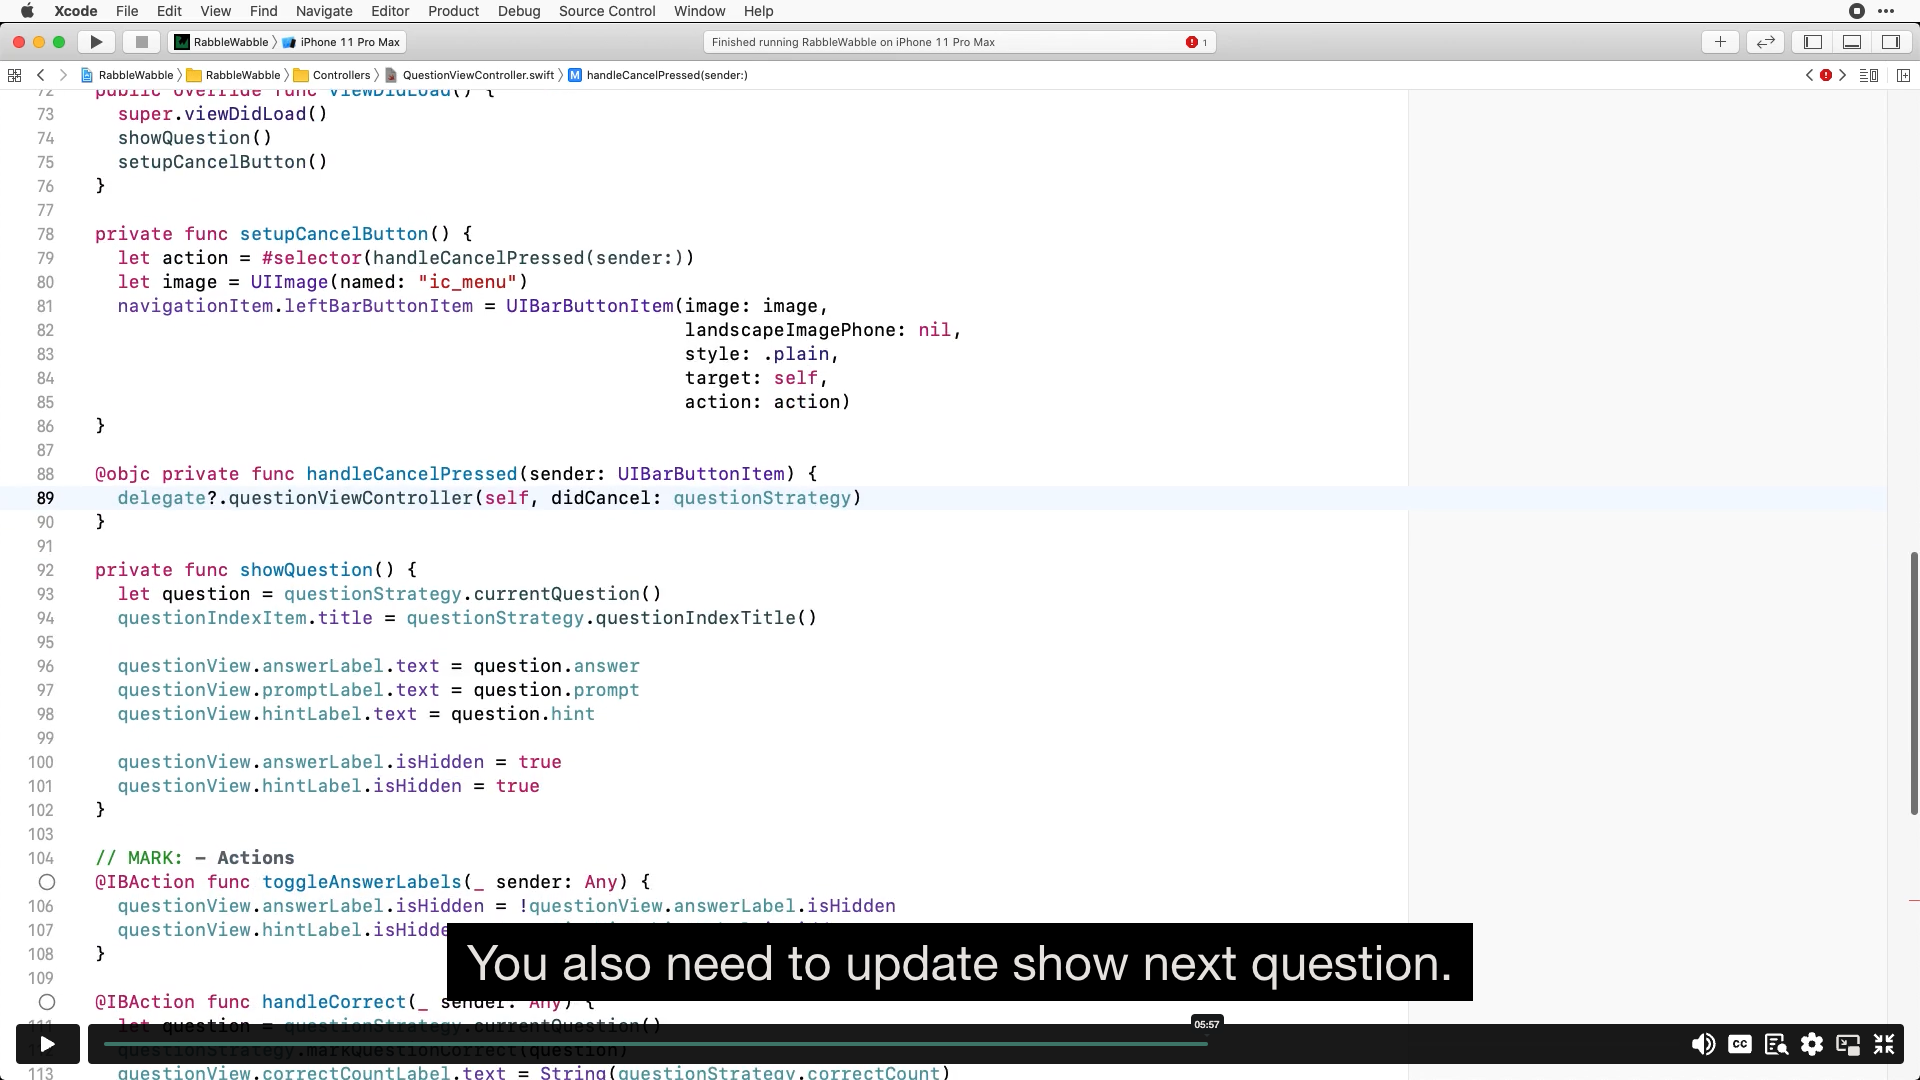 Xcode File Edit View Find Navigate Editor Product Debug Source Control Window Help
RabbleWabble iPhone 11 Pro Max Finished running RabbleWabble on iPhone 11 Pro Max 1
RabbleWabble RabbleWabble Controllers QuestionViewController.swift M handleCancelPressed(sender:)
72 public override func viewDidLoad() {
73 super.viewDidLoad()
74 showQuestion()
75 setupCancelButton()
76 }
77
78 private func setupCancelButton() {
79 let action = #selector(handleCancelPressed(sender:))
80 let image = UIImage(named: "ic_menu")
81 navigationItem.leftBarButtonItem = UIBarButtonItem(image: image,
82 landscapeImagePhone: nil,
83 style: .plain,
84 target: self,
85 action: action)
86 }
87
88 @objc private func handleCancelPressed(sender: UIBarButtonItem) {
89 delegate?.questionViewController(self, didCancel: questionStrategy)
90 }
91
92 private func showQuestion() {
93 let question = questionStrategy.currentQuestion()
94 questionIndexItem.title = questionStrategy.questionIndexTitle()
95
96 questionView.answerLabel.text = question.answer
97 questionView.promptLabel.text = question.prompt
98 questionView.hintLabel.text = question.hint
99
100 questionView.answerLabel.isHidden = true
101 questionView.hintLabel.isHidden = true
102 }
103
104 // MARK: - Actions
@IBAction func toggleAnswerLabels(_ sender: Any) {
106 questionView.answerLabel.isHidden = !questionView.answerLabel.isHidden
107 questionView.hintLabel.isHidde
108 }
109
You also need to update show next question.
@IBAction func handleCorrect(_ sender: Any) {
111 let question = questionStrategy.currentQuestion()
05:57
questionStrategy.markQuestionCorrect(question)
CC
113 questionView.correctCountLabel.text = String(questionStrategy.correctCount)